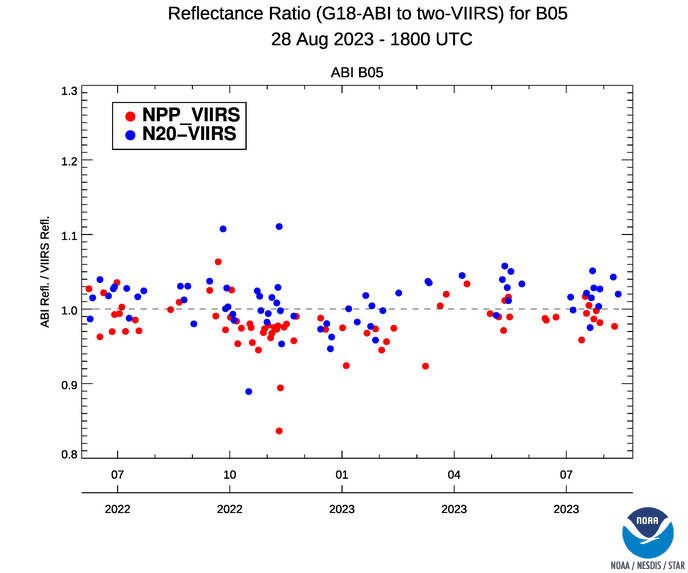 Reflectance Ratio (G18-ABI to two-VIIRS) for B05
28 Aug 2023 - 1800 UTC
ABI B05
NPP_VIIRS
N20−VIIRS
ABI Refl. / VIIRS Refl.
1.3
1.2
1.1
1.0
0.9
0.8
07 10 01 04 07
2022 2022 2023 2023 2023
NOAA
NOAA / NESDIS / STAR